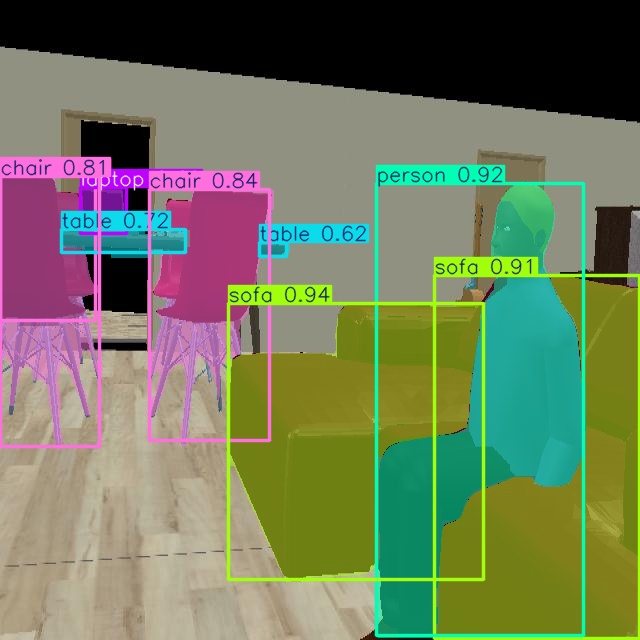 chair 0.81
laptop
chair 0.84
person 0.92
table 0.72
table 0.62
sofa 0.91
sofa 0.94